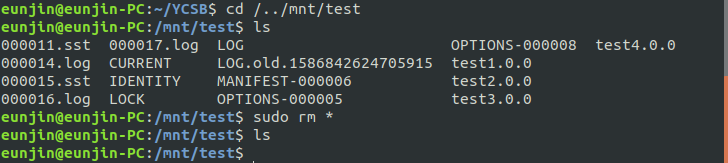 eunjin@eunjin-PC:~/YCSB$ cd /../mnt/test
eunjin@eunjin-PC:/mnt/test$ ls
000011.sst  000017.log  LOG                       OPTIONS-000008  test4.0.0
000014.log  CURRENT     LOG.old.1586842624705915  test1.0.0
000015.sst  IDENTITY    MANIFEST-000006           test2.0.0
000016.log  LOCK        OPTIONS-000005            test3.0.0
eunjin@eunjin-PC:/mnt/test$ sudo rm *
eunjin@eunjin-PC:/mnt/test$ ls
eunjin@eunjin-PC:/mnt/test$